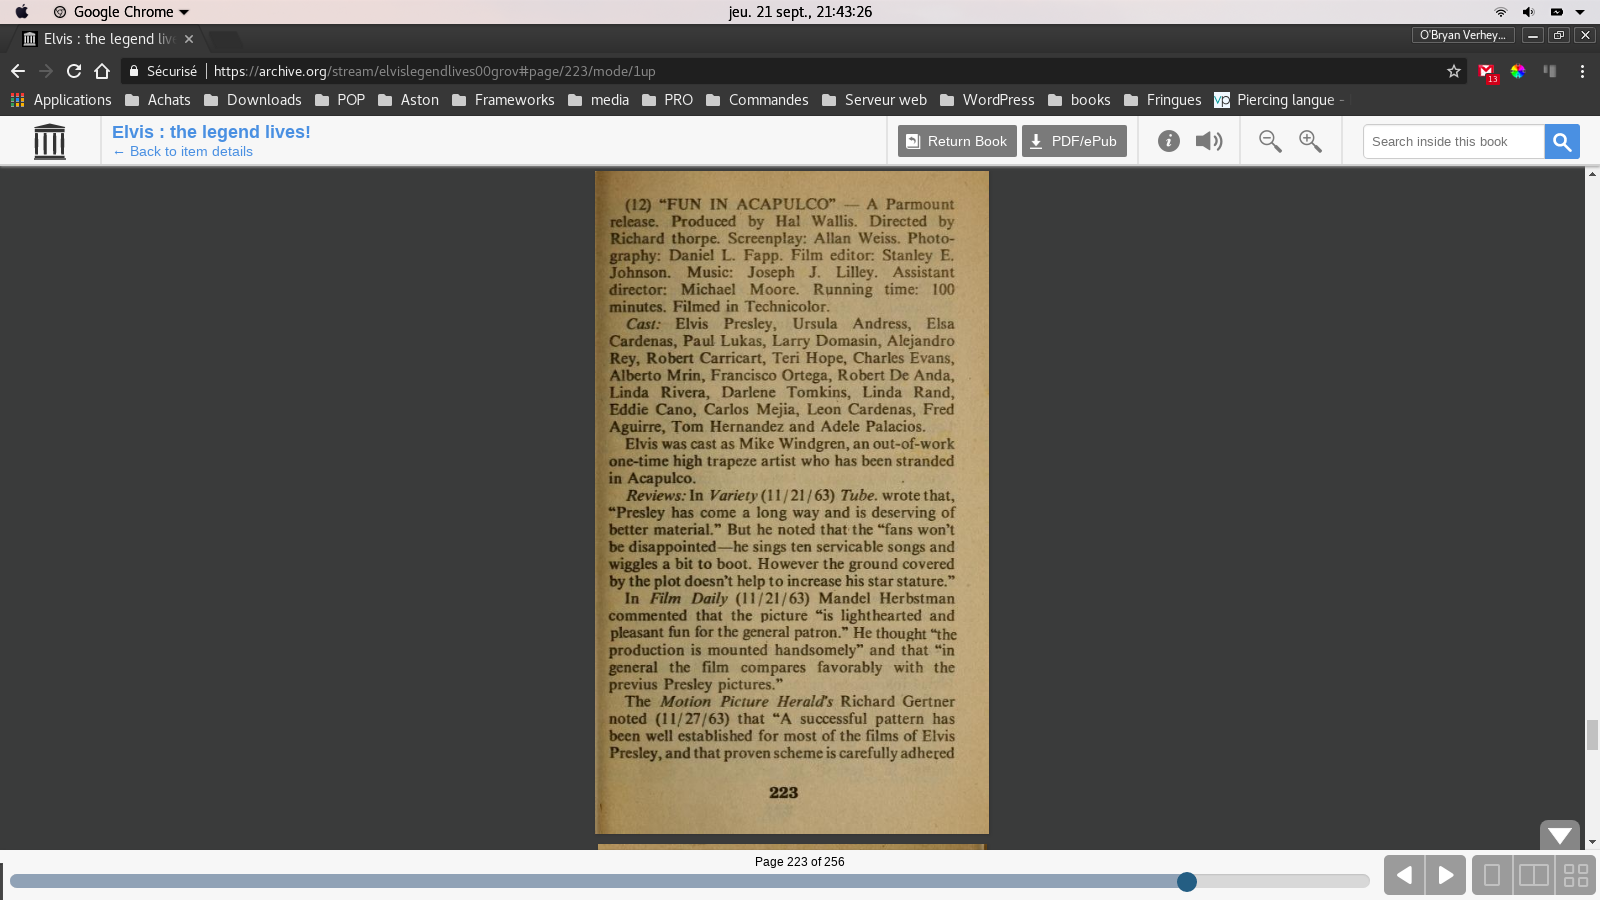 Google Chrome
jeu. 21 sept., 21:43:26
Elvis : the legend live
O'Bryan Verhey...
Sécurisé
https://archive.org/stream/elvislegendlives00grov#page/223/mode/1up
13
Applications
Achats
Downloads
POP
Aston
Frameworks
media
PRO
Commandes
Serveur web
WordPress
books
Fringues
vp
Piercing langue -
Elvis : the legend lives!
← Back to item details
Return Book
PDF/ePub
Search inside this book
(12) “FUN IN ACAPULCO” — A Parmount
release. Produced by Hal Wallis. Directed by
Richard thorpe. Screenplay: Allan Weiss. Photo-
graphy: Daniel L. Fapp. Film editor: Stanley E.
Johnson. Music: Joseph J. Lilley. Assistant
director: Michael Moore. Running time: 100
minutes. Filmed in Technicolor.
Cast: Elvis Presley, Ursula Andress, Elsa
Cardenas, Paul Lukas, Larry Domasin, Alejandro
Rey, Robert Carricart, Teri Hope, Charles Evans,
Alberto Mrin, Francisco Ortega, Robert De Anda,
Linda Rivera, Darlene Tomkins, Linda Rand,
Eddie Cano, Carlos Mejia, Leon Cardenas, Fred
Aguirre, Tom Hernandez and Adele Palacios.
Elvis was cast as Mike Windgren, an out-of-work
one-time high trapeze artist who has been stranded
in Acapulco.
Reviews: In Variety (11/21/63) Tube. wrote that,
“Presley has come a long way and is deserving of
better material.” But he noted that the “fans won’t
be disappointed—he sings ten servicable songs and
wiggles a bit to boot. However the ground covered
by the plot doesn’t help to increase his star stature.”
In Film Daily (11/21/63) Mandel Herbstman
commented that the picture “is lighthearted and
pleasant fun for the general patron.” He thought “the
production is mounted handsomely” and that “in
general the film compares favorably with the
previus Presley pictures.”
The Motion Picture Herald’s Richard Gertner
noted (11/27/63) that “A successful pattern has
been well established for most of the films of Elvis
Presley, and that proven scheme is carefully adhered
223
Page 223 of 256